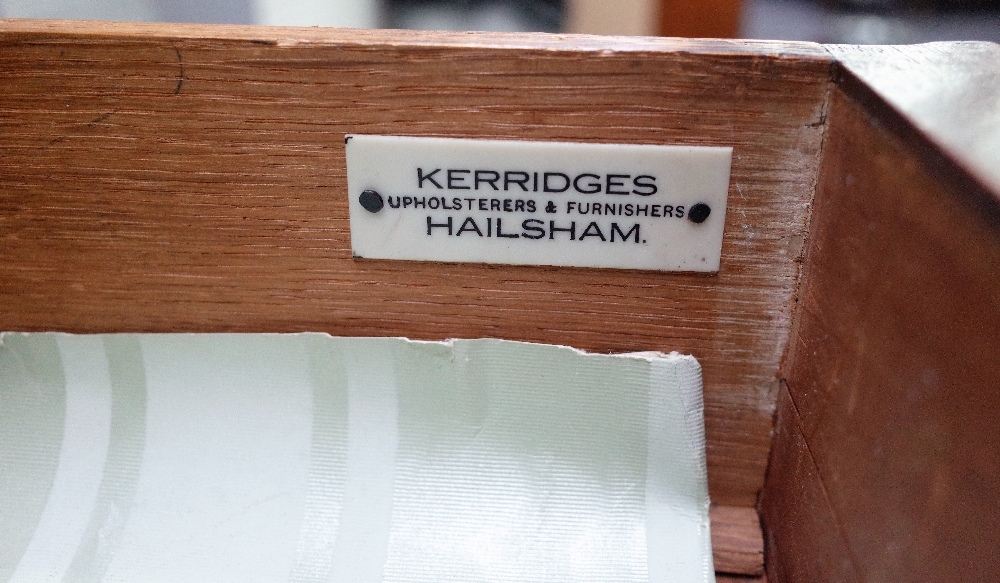 KERRIDGES
UPHOLSTERERS & FURNISHERS
HAILSHAM.